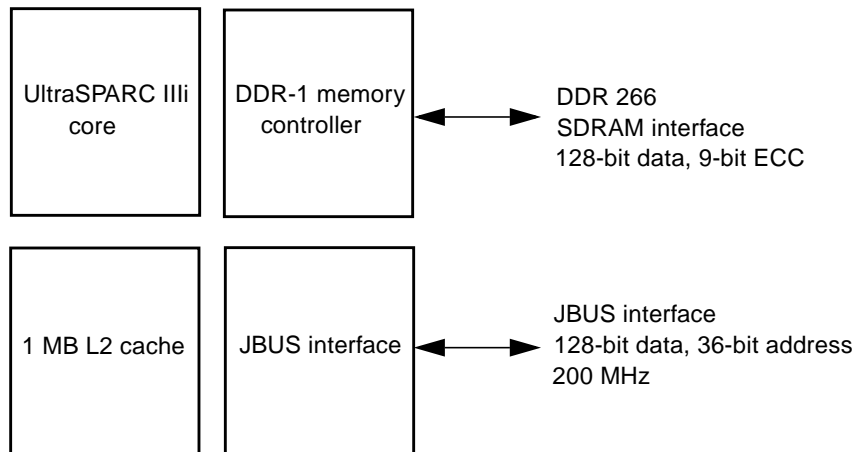 UltraSPARC IIIi
core
DDR-1 memory
controller
DDR 266
SDRAM interface
128-bit data, 9-bit ECC
1 MB L2 cache
JBUS interface
JBUS interface
128-bit data, 36-bit address
200 MHz